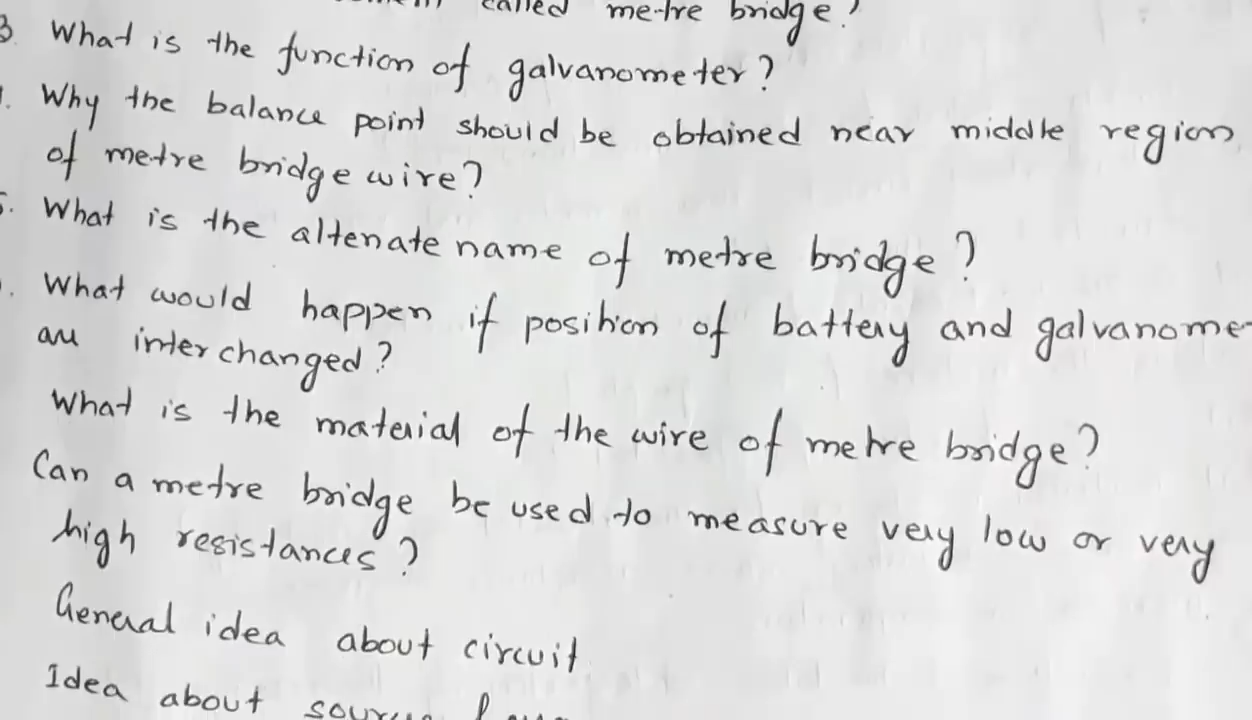 called metre bridge?
3. What is the function of galvanometer?
. Why the balance point should be obtained near middle region
of metre bridge wire?
5. What is the altenate name of metre bridge?
. What would happen if position of battery and galvanome
are interchanged?
What is the material of the wire of metre bridge?
Can a metre bridge be used to measure very low or very
high resistances?
General idea about circuit
Idea about